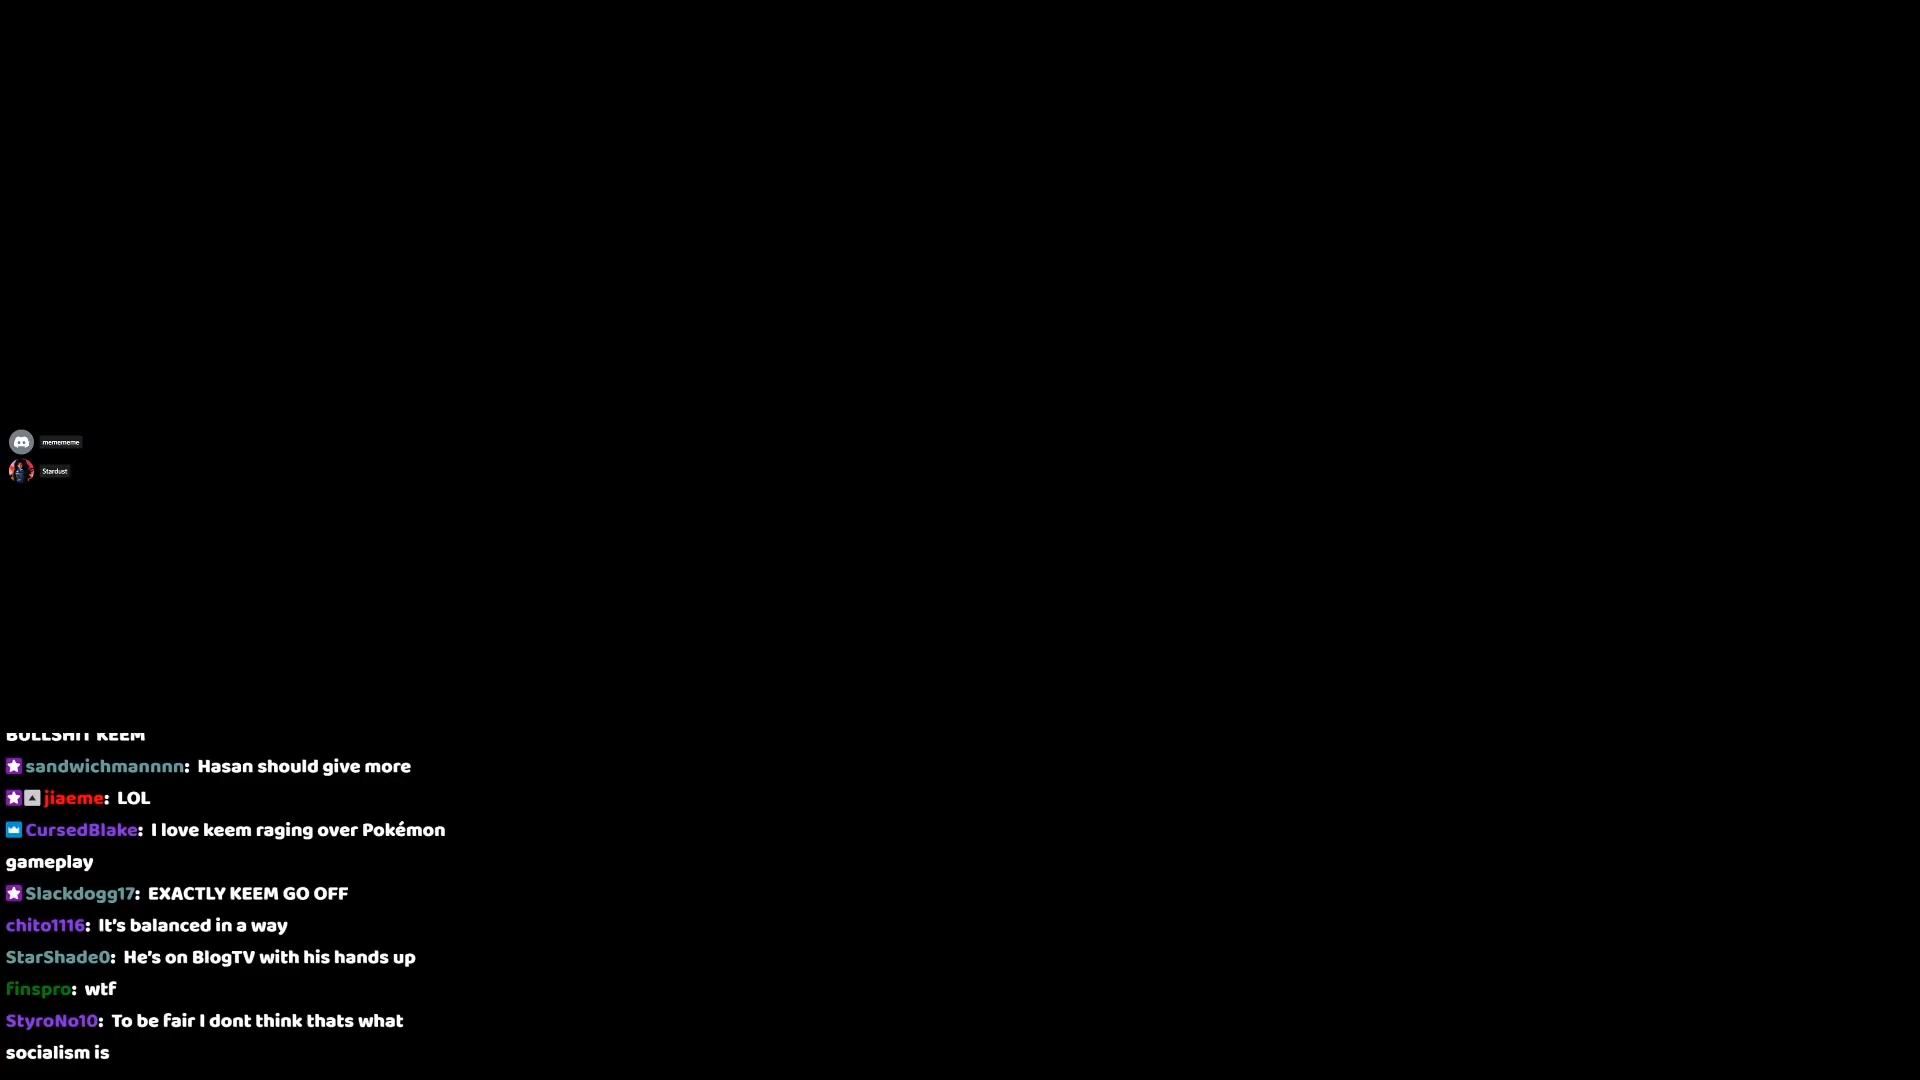 memememe
Stardust
BULLSHIT KEEM
sandwichmannnn: Hasan should give more
jiaeme: LOL
CursedBlake: I love keem raging over Pokémon
gameplay
Slackdogg17: EXACTLY KEEM GO OFF
chito1116: It's balanced in a way
StarShade0: He's on BlogTV with his hands up
finspro: wtf
StyroNo10: To be fair I dont think thats what
socialism is